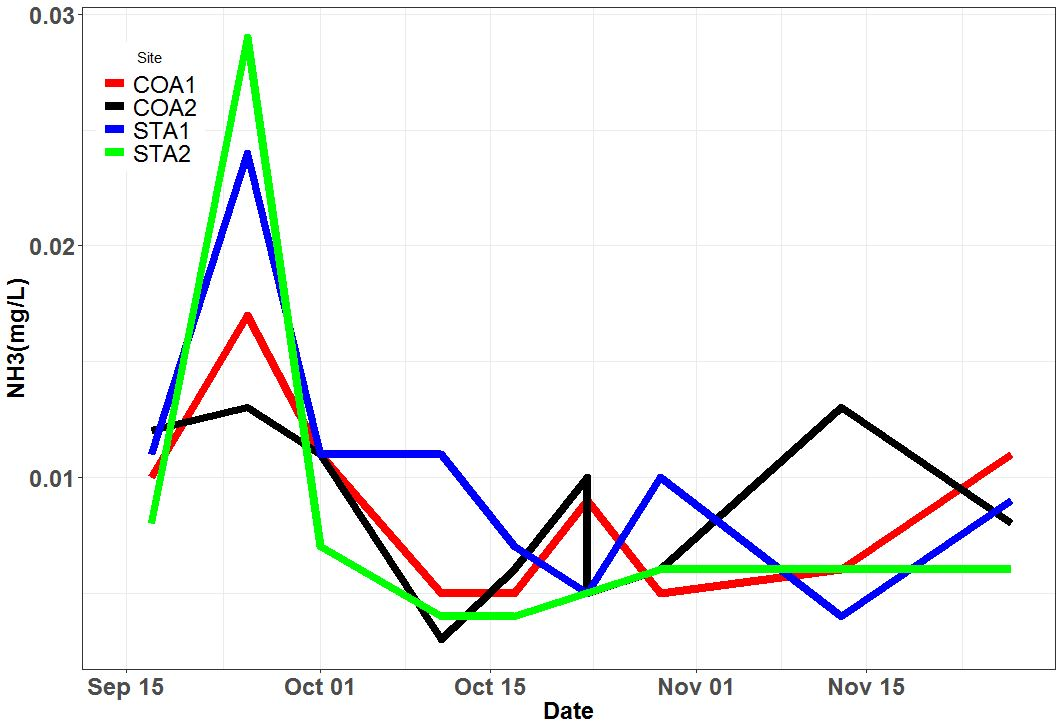 0.03
Site
COA1
COA2
STA1
STA2
0.02
NH3(mg/L)
0.01
Sep 15 Oct 01 Oct 15 Nov 01 Nov 15
Date